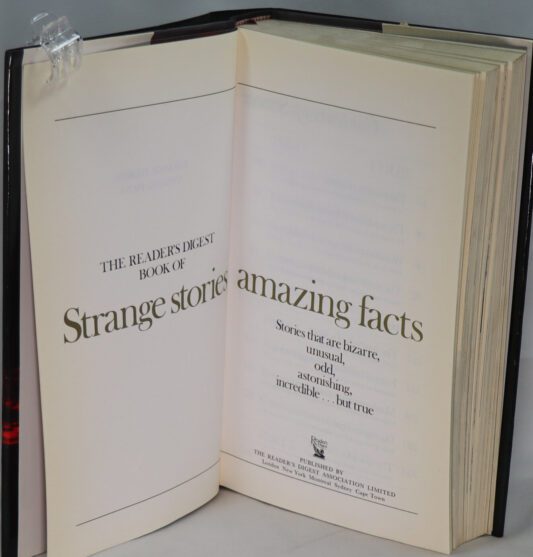 THE READER'S DIGEST
BOOK OF
Strange stories
amazing facts
Stories that are bizarre,
unusual,
odd,
astonishing,
incredible . . . but true
PUBLISHED BY
THE READER'S DIGEST ASSOCIATION LIMITED
London New York Montreal Sydney Cape Town